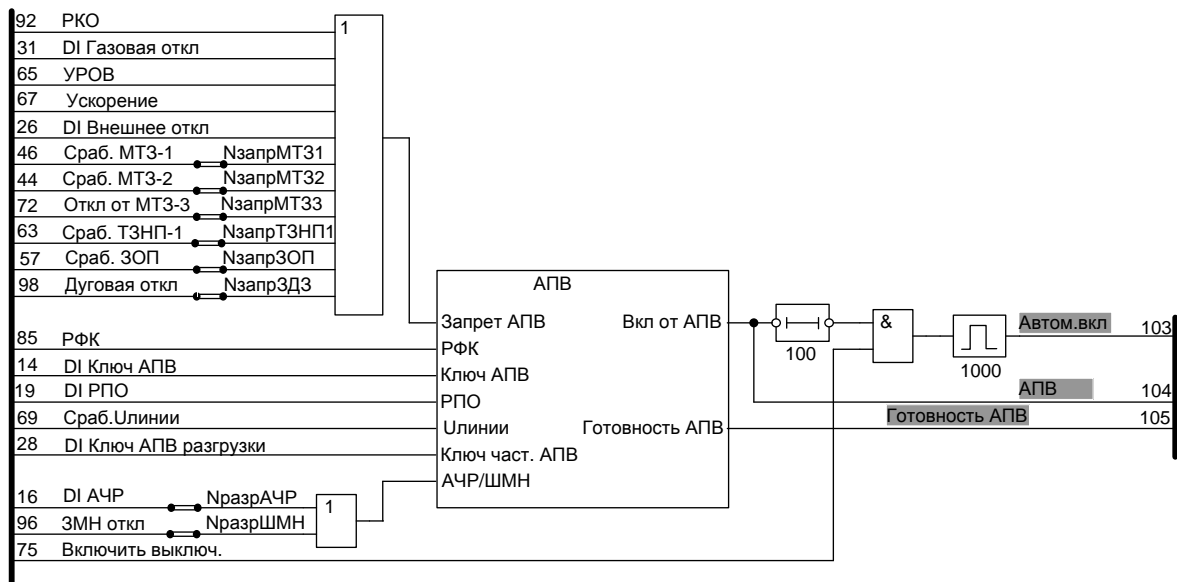 92 РКО
1
31 DI Газовая откл
65 УРОВ
67 Ускорение
26 DI Внешнее откл
46 Сраб. МТЗ-1 NзапрМТЗ1
44 Сраб. МТЗ-2 NзапрМТЗ2
72 Откл от МТЗ-3 NзапрМТЗ3
63 Сраб. ТЗНП-1 NзапрТЗНП1
57 Сраб. ЗОП NзапрЗОП
98 Дуговая откл NзапрЗДЗ
АПВ
Запрет АПВ Вкл от АПВ
100
&
1000
Автом.вкл 103
85 РФК
РФК
14 DI Ключ АПВ
Ключ АПВ
АПВ 104
19 DI РПО
РПО
69 Сраб.Uлинии
Uлинии Готовность АПВ
Готовность АПВ 105
28 DI Ключ АПВ разгрузки
Ключ част. АПВ
АЧР/ШМН
16 DI АЧР NразрАЧР
1
96 ЗМН откл NразрШМН
75 Включить выключ.